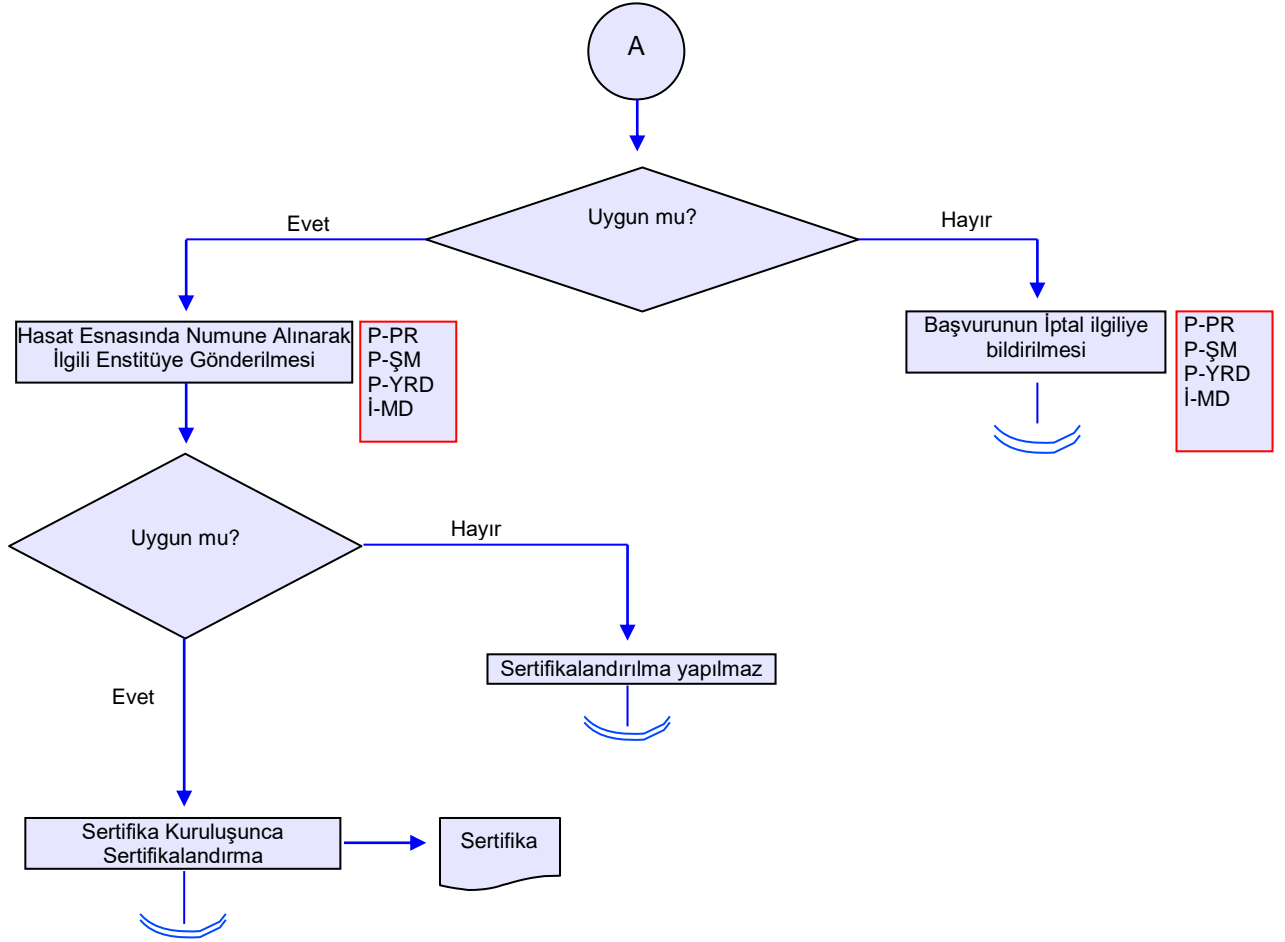 A
Uygun mu?
Evet
Hayır
Hasat Esnasında Numune Alınarak
İlgili Enstitüye Gönderilmesi
P-PR
P-ŞM
P-YRD
İ-MD
Başvurunun İptal ilgiliye
bildirilmesi
P-PR
P-ŞM
P-YRD
İ-MD
Uygun mu?
Hayır
Sertifikalandırılma yapılmaz
Evet
Sertifika Kuruluşunca
Sertifikalandırma
Sertifika